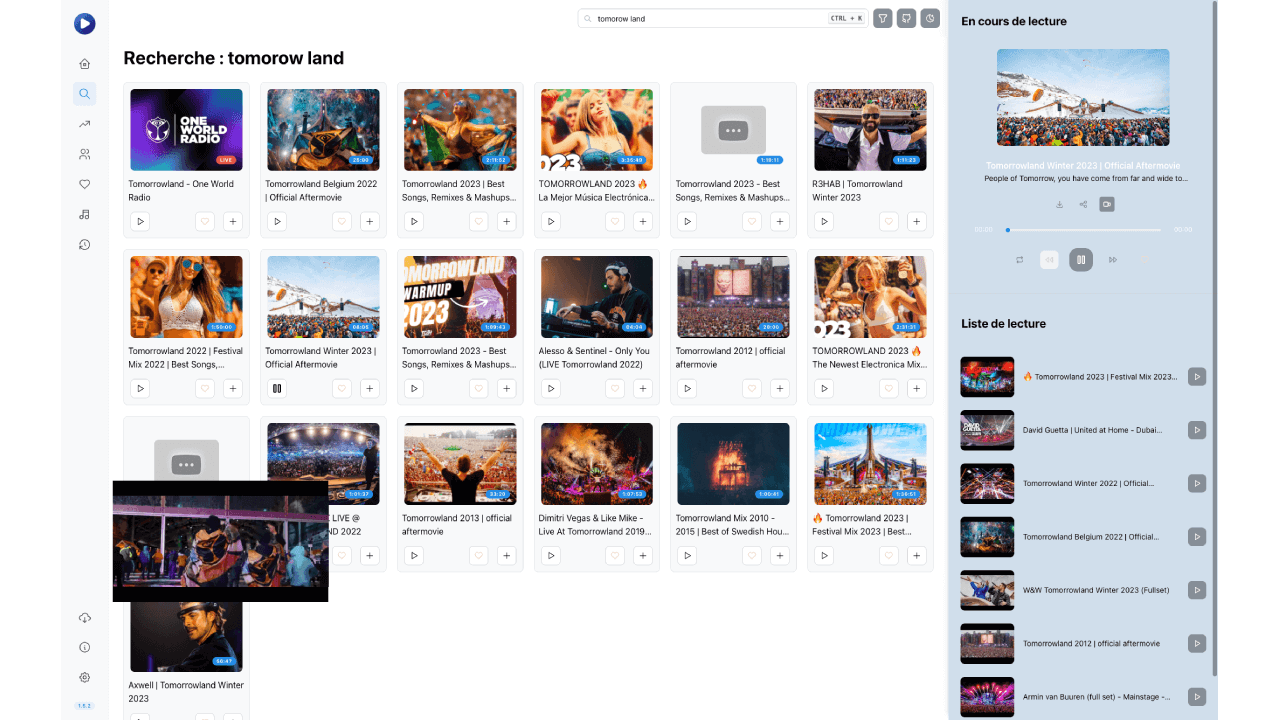 tomorow land
CTRL + K
Recherche : tomorow land
ONE
WORLD
RADIO
LIVE
Tomorrowland - One World
Radio
25:00
Tomorrowland Belgium 2022
| Official Aftermovie
2:11:52
Tomorrowland 2023 | Best
Songs, Remixes & Mashups...
023
3:35:40
TOMORROWLAND 2023 🔥
La Mejor Música Electrónica...
1:10:11
Tomorrowland 2023 - Best
Songs, Remixes & Mashups...
1:11:23
R3HAB | Tomorrowland
Winter 2023
1:50:00
Tomorrowland 2022 | Festival
Mix 2022 | Best Songs,...
06:06
Tomorrowland Winter 2023 |
Official Aftermovie
TOMORROWLAND
WARMUP
2023
1:09:43
Tomorrowland 2023 - Best
Songs, Remixes & Mashups...
04:04
Alesso & Sentinel - Only You
(LIVE Tomorrowland 2022)
20:00
Tomorrowland 2012 | official
aftermovie
023
2:31:31
TOMORROWLAND 2023 🔥
The Newest Electronica Mix...
1:01:37
LIVE @
ND 2022
33:20
Tomorrowland 2013 | official
aftermovie
1:07:53
Dimitri Vegas & Like Mike -
Live At Tomorrowland 2019...
1:00:41
Tomorrowland Mix 2010 -
2015 | Best of Swedish Hou...
1:36:51
🔥 Tomorrowland 2023 |
Festival Mix 2023 | Best...
Axwell | Tomorrowland Winter
2023
1.5.2
En cours de lecture
Tomorrowland Winter 2023 | Official Aftermovie
People of Tomorrow, you have come from far and wide to...
00:00
00:00
Liste de lecture
🔥 Tomorrowland 2023 | Festival Mix 2023...
David Guetta | United at Home - Dubai...
Tomorrowland Winter 2022 | Official...
Tomorrowland Belgium 2022 | Official...
W&W Tomorrowland Winter 2023 (Fullset)
Tomorrowland 2012 | official aftermovie
Armin van Buuren (full set) - Mainstage -...